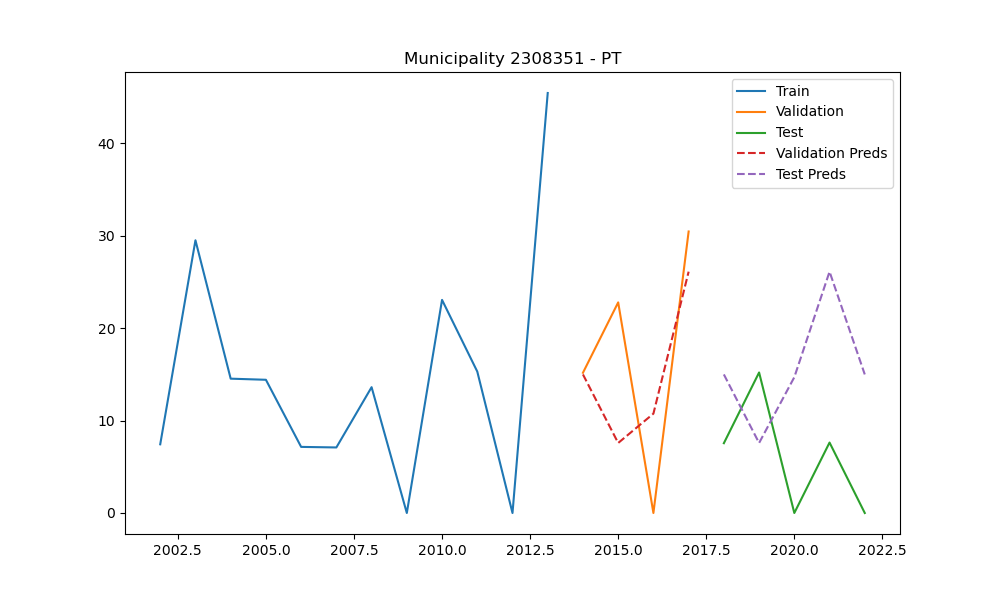 Municipality 2308351 - PT
Train
Validation
Test
Validation Preds
Test Preds
40
30
20
10
0
2002.5 2005.0 2007.5 2010.0 2012.5 2015.0 2017.5 2020.0 2022.5